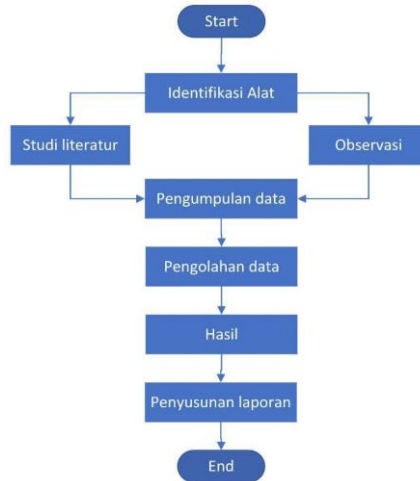 Start
Identifikasi Alat
Studi literatur
Observasi
Pengumpulan data
Pengolahan data
Hasil
Penyusunan laporan
End